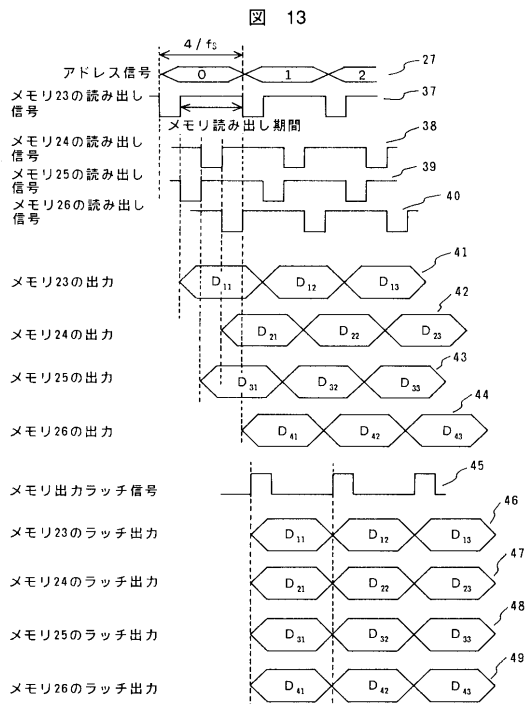 図 13
4/fs
アドレス信号 0 1 2 27
メモリ23の読み出し
信号 37
メモリ読み出し期間
メモリ24の読み出し
信号 38
メモリ25の読み出し
信号 39
メモリ26の読み出し
信号 40
メモリ23の出力 D11 D12 D13 41
メモリ24の出力 D21 D22 D23 42
メモリ25の出力 D31 D32 D33 43
メモリ26の出力 D41 D42 D43 44
メモリ出力ラッチ信号 45
メモリ23のラッチ出力 D11 D12 D13 46
メモリ24のラッチ出力 D21 D22 D23 47
メモリ25のラッチ出力 D31 D32 D33 48
メモリ26のラッチ出力 D41 D42 D43 49